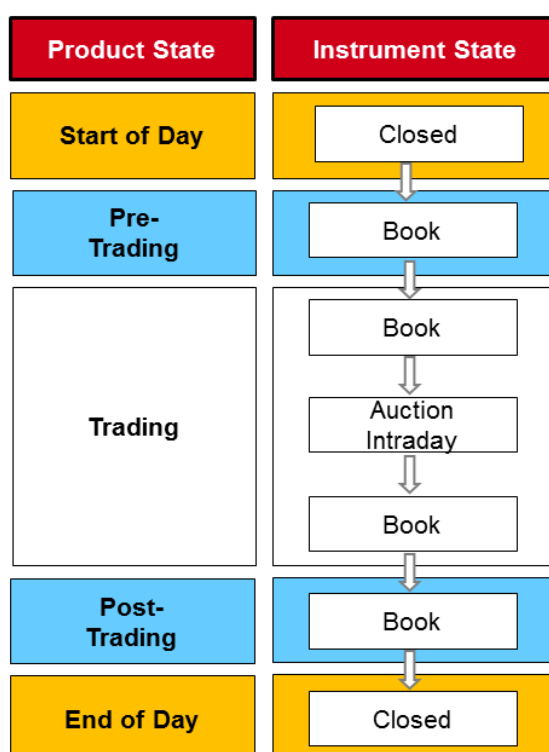 Product State
Instrument State
Start of Day
Closed
Pre-
Trading
Book
Trading
Book
Auction
Intraday
Book
Post-
Trading
Book
End of Day
Closed